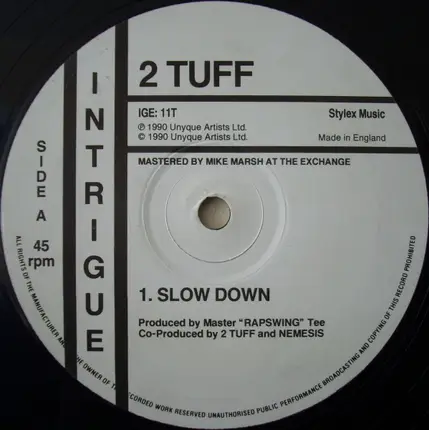 2 TUFF
IGE: 11T
Stylex Music
℗ 1990 Unyque Artists Ltd.
© 1990 Unyque Artists Ltd.
Made in England
MASTERED BY MIKE MARSH AT THE EXCHANGE
INTRIGUE
SIDE A
45
rpm
1. SLOW DOWN
Produced by Master "RAPSWING" Tee
Co-Produced by 2 TUFF and NEMESIS
ALL RIGHTS OF THE MANUFACTURER AND THE OWNER OF THE RECORDED WORK RESERVED UNAUTHORISED PUBLIC PERFORMANCE BROADCASTING AND COPYING OF THIS RECORD PROHIBITED